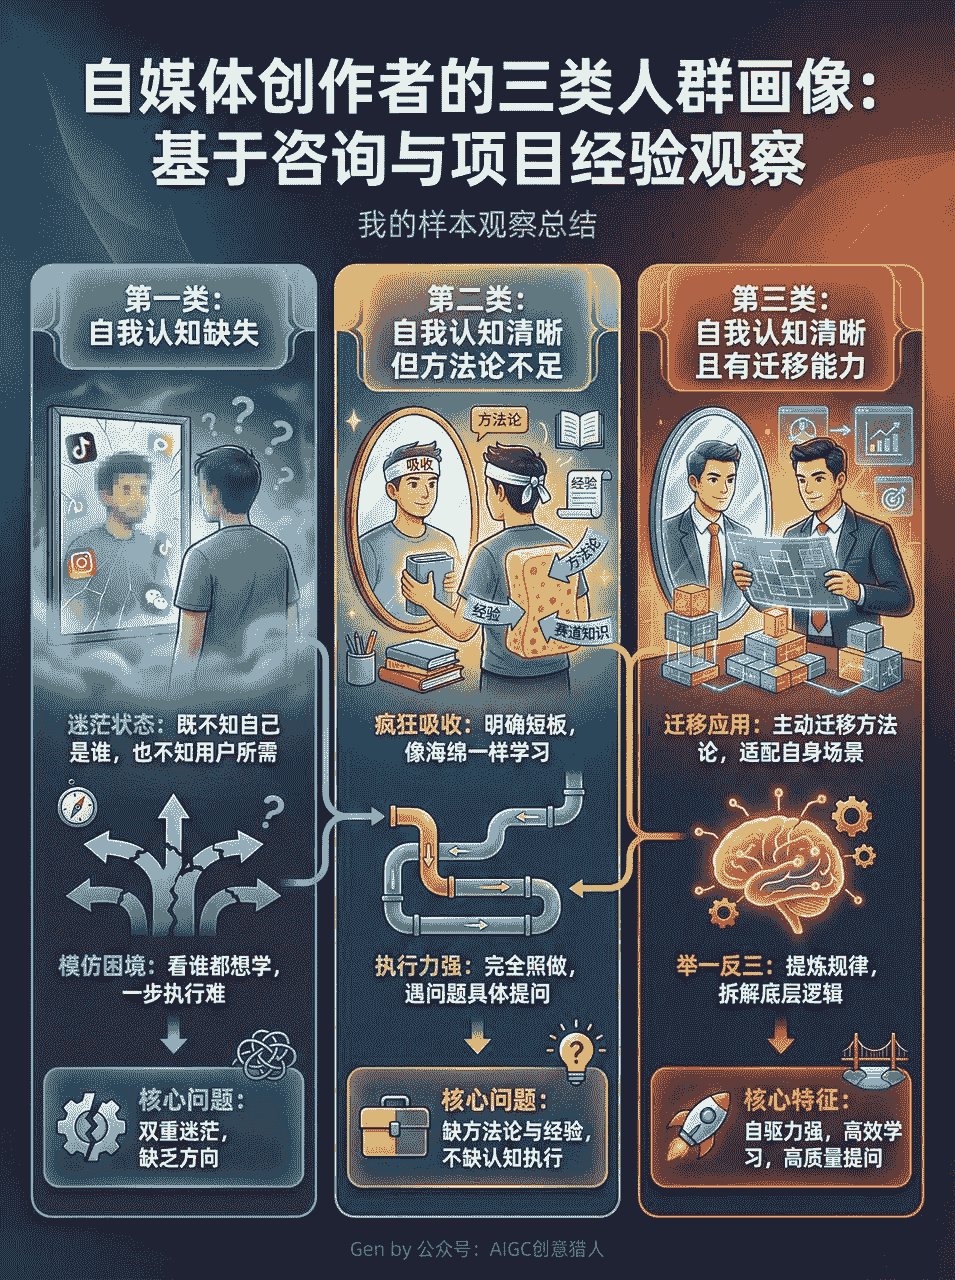 自媒体创作者的三类人群画像：
基于咨询与项目经验观察
我的样本观察总结
第一类：
自我认知缺失
迷茫状态：既不知自己
是谁，也不知用户所需
模仿困境：看谁都想学，
一步执行难
核心问题：
双重迷茫，
缺乏方向
第二类：
自我认知清晰
但方法论不足
方法论
吸收
经验
方法论
经验
赛道知识
疯狂吸收：明确短板，
像海绵一样学习
执行力强：完全照做，
遇问题具体提问
核心问题：
缺方法论与经验，
不缺认知执行
第三类：
自我认知清晰
且有迁移能力
迁移应用：主动迁移方法
论，适配自身场景
举一反三：提炼规律，
拆解底层逻辑
核心特征：
自驱力强，高效学
习，高质量提问
Gen by 公众号：AIGC创意猎人